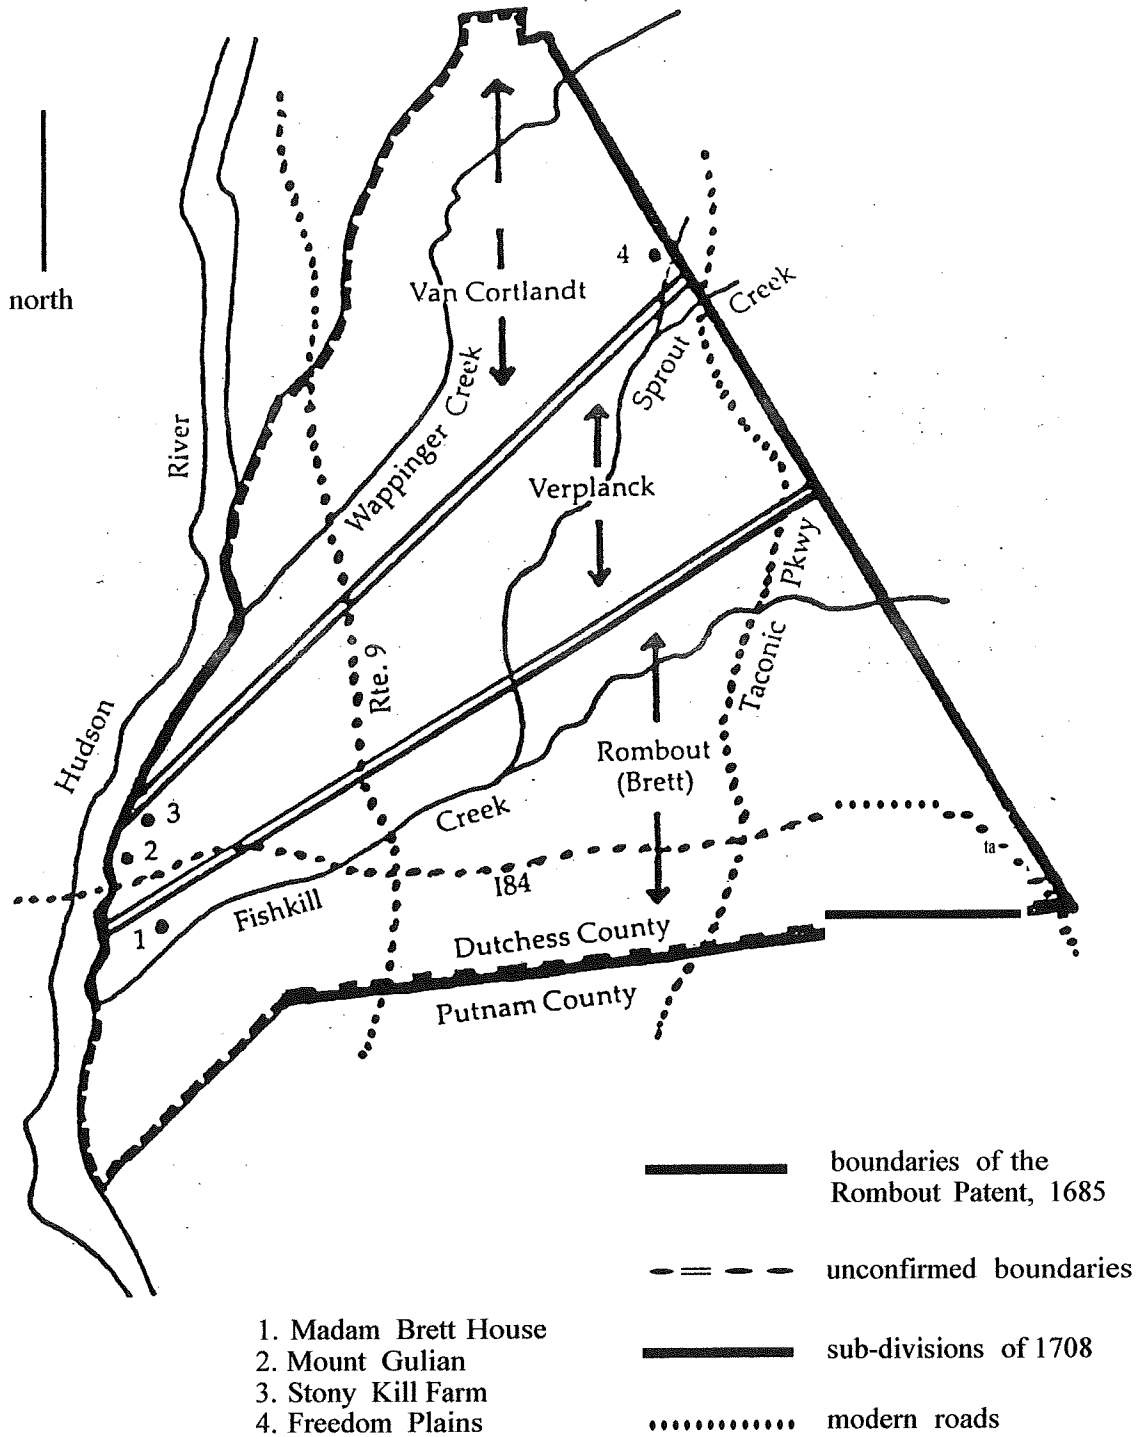 north
River
Hudson
Van Cortlandt
Wappinger Creek
4
Creek
Sprout
Verplanck
Pkwy
Taconic
Rte. 9
Rombout
(Brett)
3
2
1
Creek
Fishkill
I84
ta
Dutchess County
Putnam County
boundaries of the
Rombout Patent, 1685
unconfirmed boundaries
sub-divisions of 1708
modern roads
1. Madam Brett House
2. Mount Gulian
3. Stony Kill Farm
4. Freedom Plains